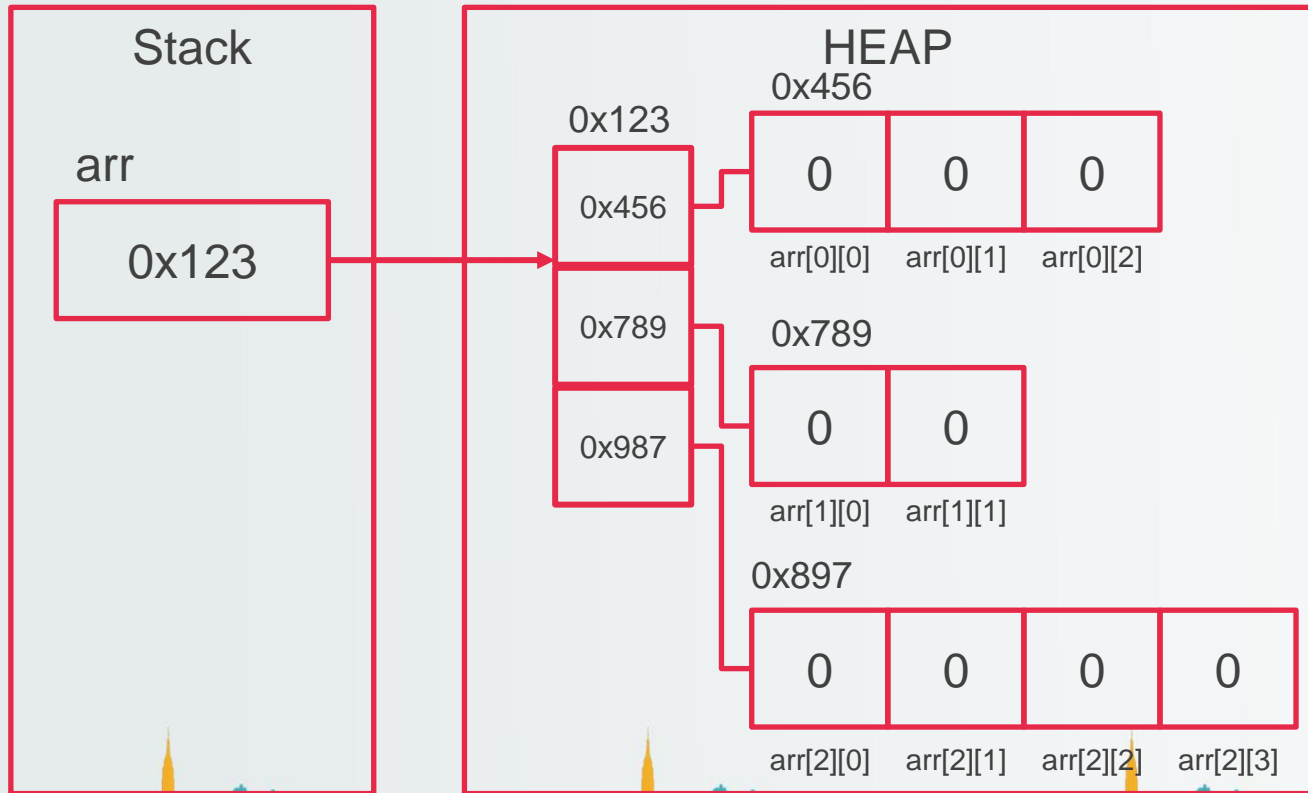 Stack
HEAP
0x456
0x123
arr
0x123
0x456
0 0 0
arr[0][0] arr[0][1] arr[0][2]
0x789
0x789
0 0
0x987
arr[1][0] arr[1][1]
0x897
0 0 0 0
arr[2][0] arr[2][1] arr[2][2] arr[2][3]